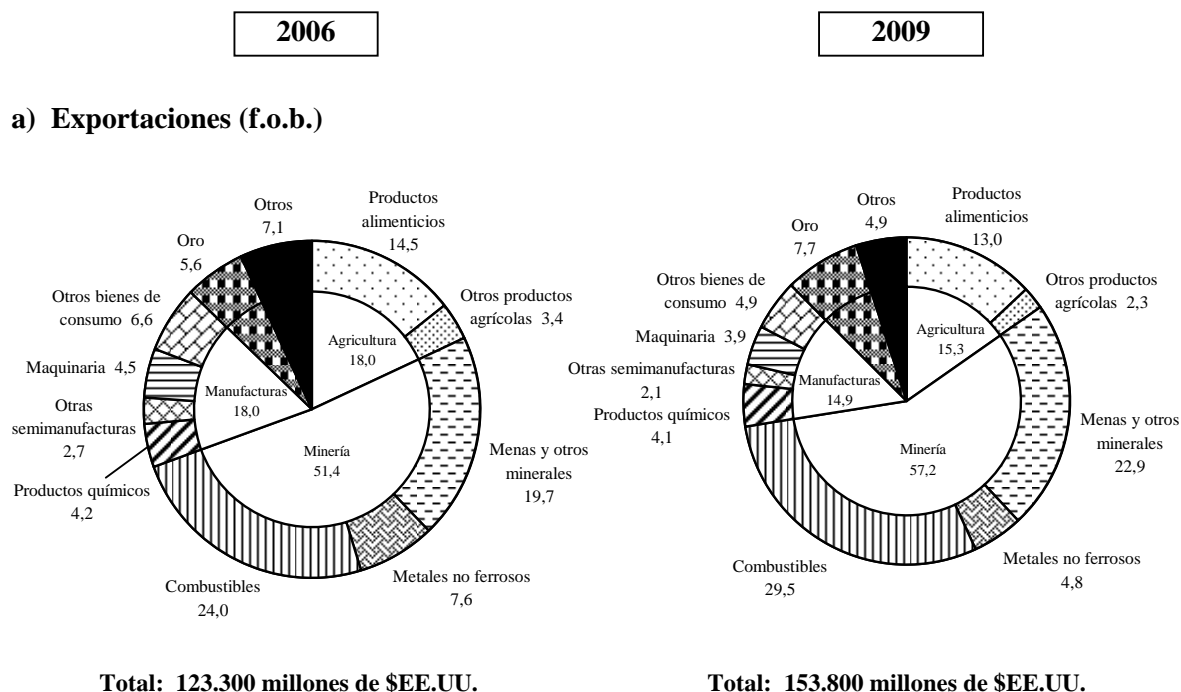 2006
2009
a) Exportaciones (f.o.b.)
Otros
7,1
Productos
alimenticios
14,5
Oro
5,6
Otros bienes de
consumo 6,6
Otros productos
agrícolas 3,4
Agricultura
18,0
Maquinaria 4,5
Manufacturas
18,0
Otras
semimanufacturas
2,7
Minería
51,4
Menas y otros
minerales
19,7
Productos químicos
4,2
Combustibles
24,0
Metales no ferrosos
7,6
Total: 123.300 millones de $EE.UU.
Otros
4,9
Productos
alimenticios
13,0
Oro
7,7
Otros bienes de
consumo 4,9
Otros productos
agrícolas 2,3
Agricultura
15,3
Maquinaria 3,9
Otras semimanufacturas
2,1
Manufacturas
14,9
Productos químicos
4,1
Minería
57,2
Menas y otros
minerales
22,9
Combustibles
29,5
Metales no ferrosos
4,8
Total: 153.800 millones de $EE.UU.